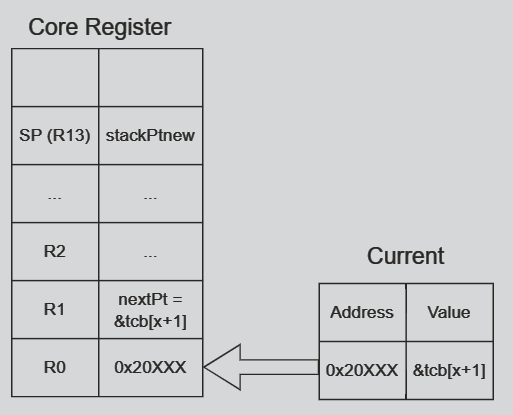 Core Register
SP (R13) stackPtnew
... ...
R2 ...
R1 nextPt =
&tcb[x+1]
R0 0x20XXX
Current
Address Value
0x20XXX &tcb[x+1]